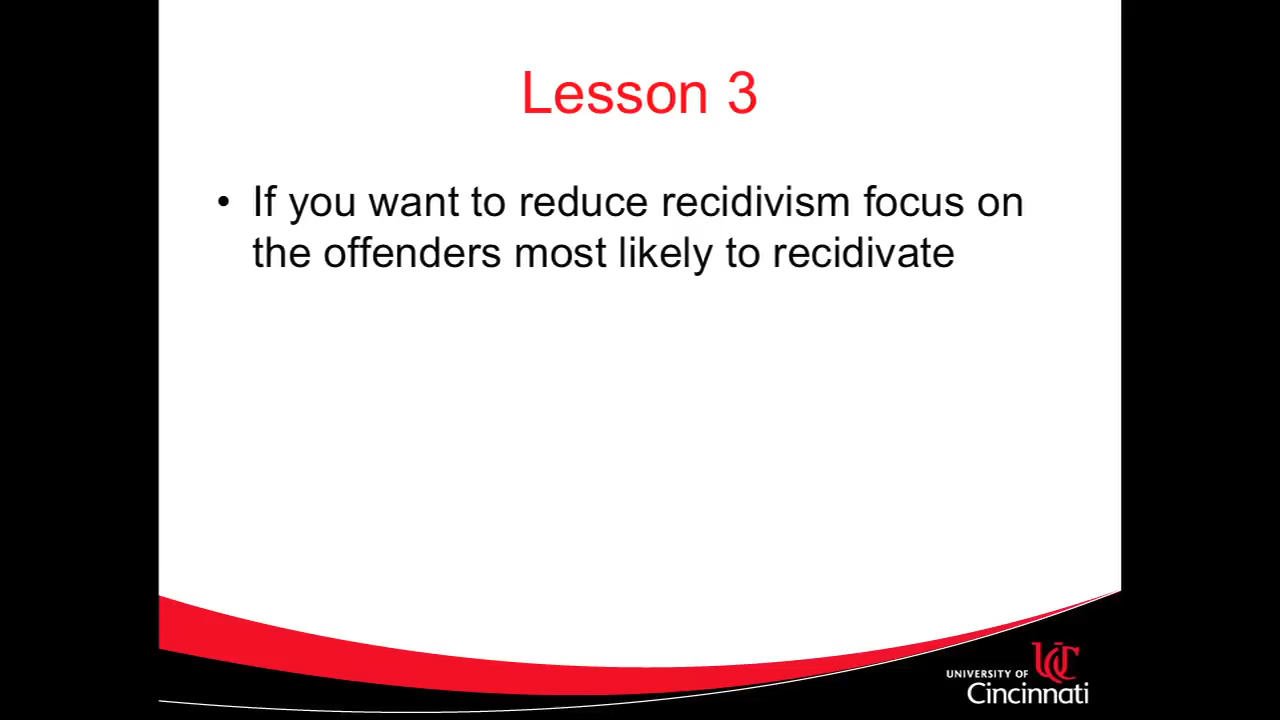 Lesson 3
• If you want to reduce recidivism focus on
the offenders most likely to recidivate
UNIVERSITY OF
Cincinnati
UC